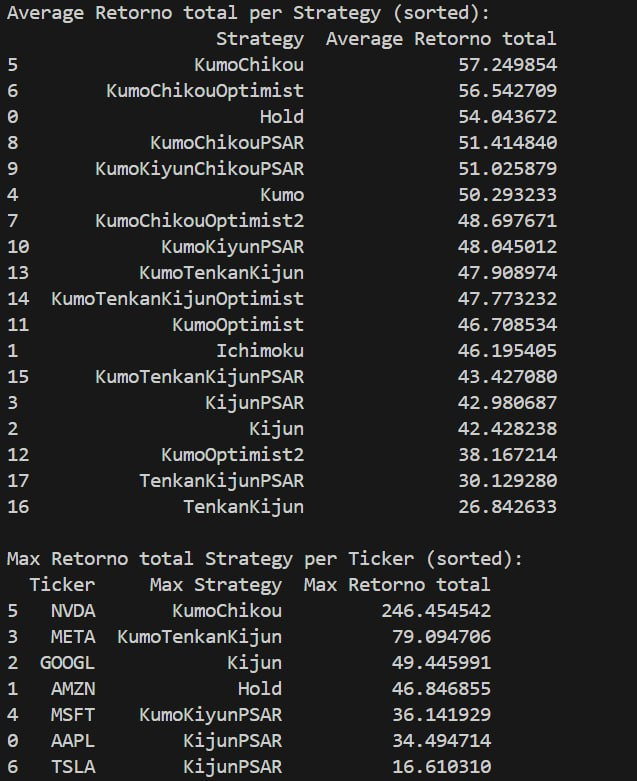 Average Retorno total per Strategy (sorted):
Strategy Average Retorno total
5 KumoChikou 57.249854
6 KumoChikouOptimist 56.542709
0 Hold 54.043672
8 KumoChikouPSAR 51.414840
9 KumoKiyunChikouPSAR 51.025879
4 Kumo 50.293233
7 KumoChikouOptimist2 48.697671
10 KumoKiyunPSAR 48.045012
13 KumoTenkanKijun 47.908974
14 KumoTenkanKijunOptimist 47.773232
11 KumoOptimist 46.708534
1 Ichimoku 46.195405
15 KumoTenkanKijunPSAR 43.427080
3 KijunPSAR 42.980687
2 Kijun 42.428238
12 KumoOptimist2 38.167214
17 TenkanKijunPSAR 30.129280
16 TenkanKijun 26.842633
Max Retorno total Strategy per Ticker (sorted):
Ticker Max Strategy Max Retorno total
5 NVDA KumoChikou 246.454542
3 META KumoTenkanKijun 79.094706
2 GOOGL Kijun 49.445991
1 AMZN Hold 46.846855
4 MSFT KumoKiyunPSAR 36.141929
0 AAPL KijunPSAR 34.494714
6 TSLA KijunPSAR 16.610310